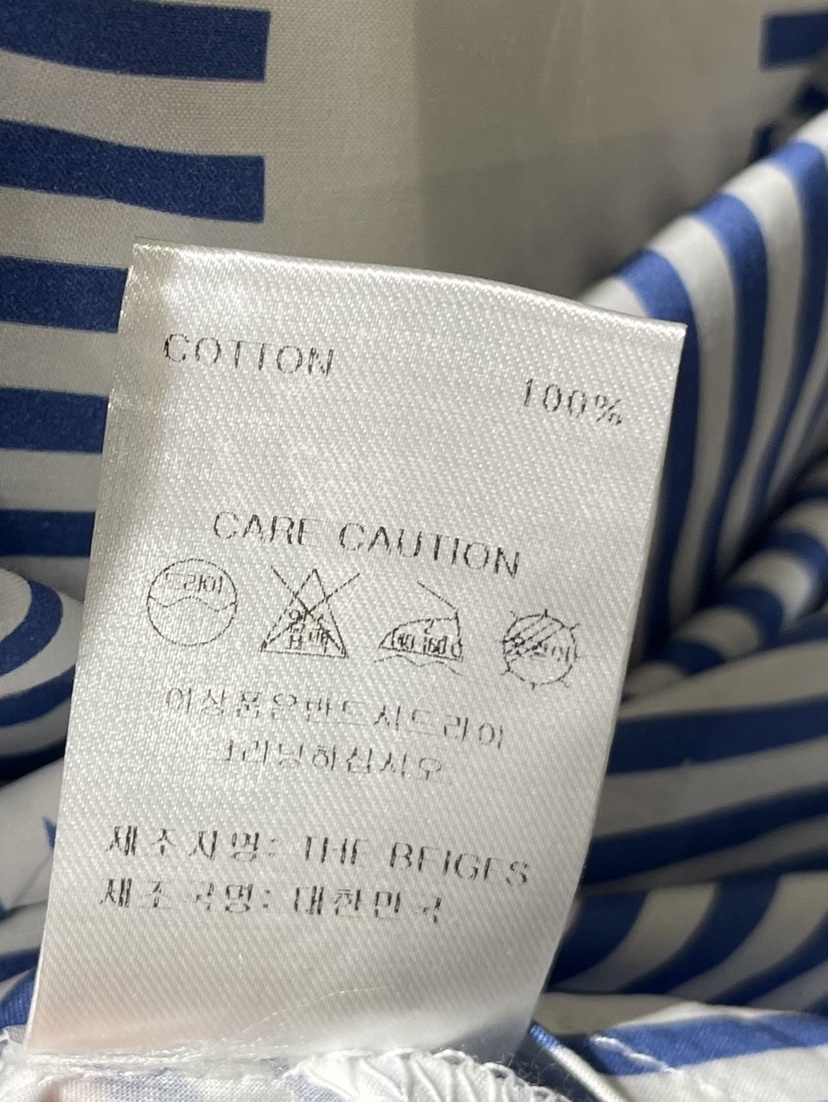 COTTON 100%
CARE CAUTION
드라이
이상품은반드시드라이
크리닝하십시오
제조자명: THE BEIGES
제조국명: 대한민국